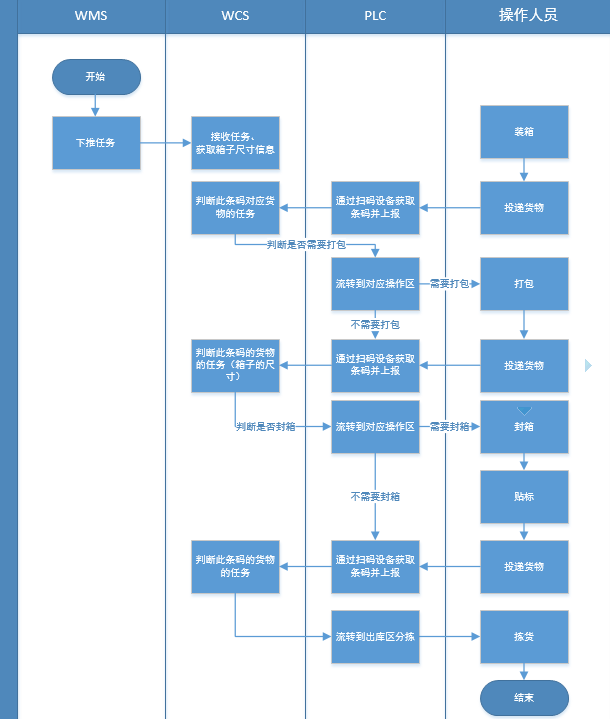 WMS
WCS
PLC
操作人员
开始
下推任务
接收任务、
获取箱子尺寸信息
装箱
判断此条码对应货
物的任务
通过扫码设备获取
条码并上报
投递货物
判断是否需要打包
流转到对应操作区
需要打包
打包
不需要打包
判断此条码的货物
的任务（箱子的尺
寸）
通过扫码设备获取
条码并上报
投递货物
判断是否封箱
流转到对应操作区
需要封箱
封箱
不需要封箱
贴标
判断此条码的货物
的任务
通过扫码设备获取
条码并上报
投递货物
流转到出库区分拣
拣货
结束